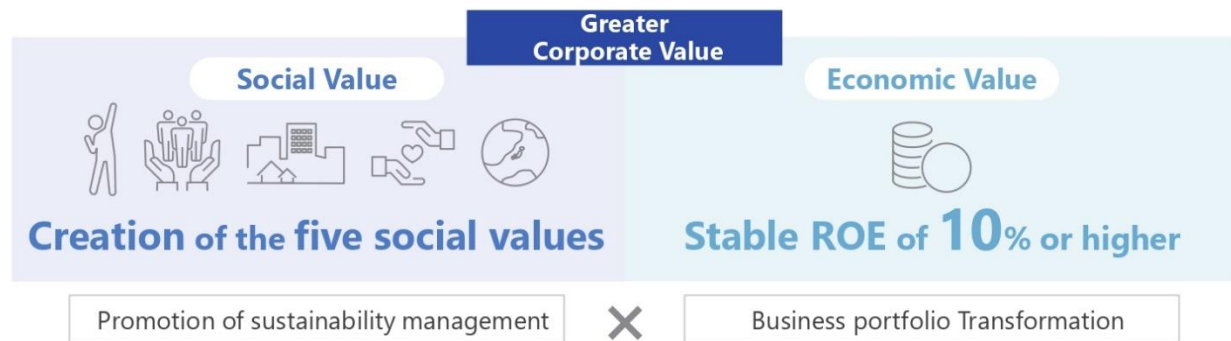 Greater
Corporate Value
Social Value
Economic Value
Creation of the five social values
Stable ROE of 10% or higher
Promotion of sustainability management
×
Business portfolio Transformation